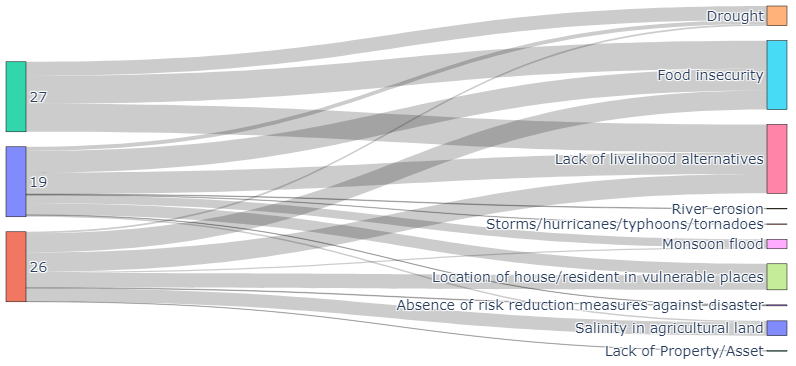 Drought
Food insecurity
27
Lack of livelihood alternatives
19
River erosion
Storms/hurricanes/typhoons/tornadoes
Monsoon flood
26
Location of house/resident in vulnerable places
Absence of risk reduction measures against disaster
Salinity in agricultural land
Lack of Property/Asset